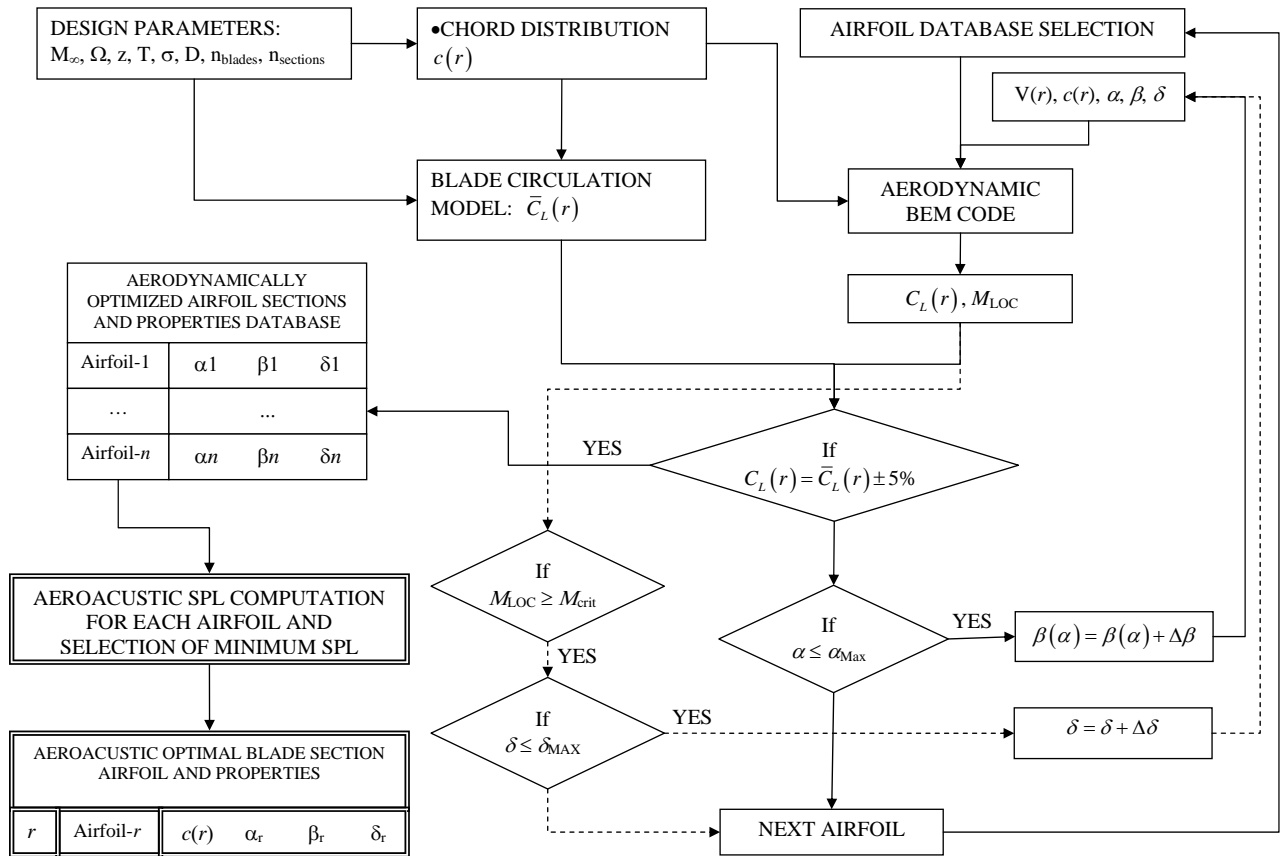 DESIGN PARAMETERS:
M∞, Ω, z, T, σ, D, nblades, nsections
•CHORD DISTRIBUTION
c(r)
AIRFOIL DATABASE SELECTION
V(r), c(r), α, β, δ
BLADE CIRCULATION
MODEL: C̅L(r)
AERODYNAMIC
BEM CODE
CL(r), MLOC
AERODYNAMICALLY
OPTIMIZED AIRFOIL SECTIONS
AND PROPERTIES DATABASE
Airfoil-1 α1 β1 δ1
… ...
Airfoil-n αn βn δn
YES
If
CL(r) = C̅L(r) ± 5%
If
MLOC ≥ Mcrit
YES
If
α ≤ αMax
YES
β(α) = β(α) + Δβ
AEROACUSTIC SPL COMPUTATION
FOR EACH AIRFOIL AND
SELECTION OF MINIMUM SPL
If
δ ≤ δMAX
YES
δ = δ + Δδ
AEROACUSTIC OPTIMAL BLADE SECTION
AIRFOIL AND PROPERTIES
r Airfoil-r c(r) αr βr δr
NEXT AIRFOIL